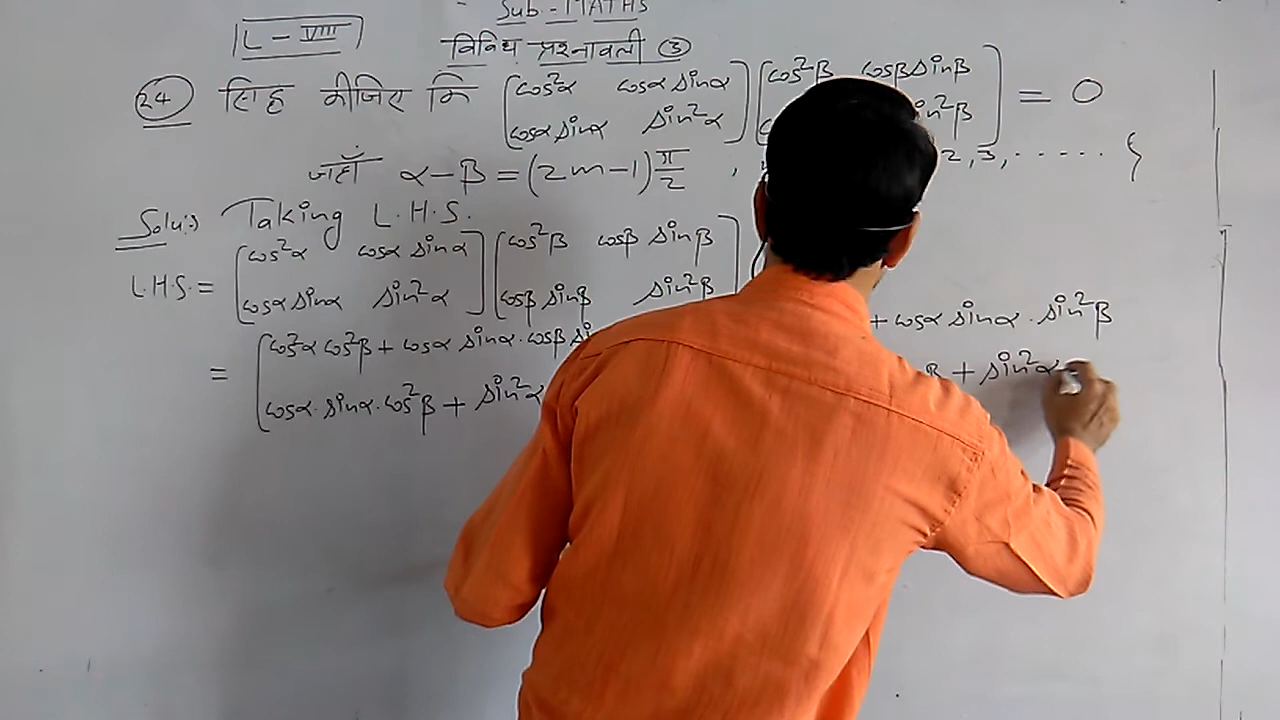 Sub - MATHS
L - VIII
विविध प्रश्नावली ③
24 सिद्ध कीजिए कि [cos²α cosα sinα] [cos²β cosβ sinβ] = 0
[cosα sinα sin²α] [ sin²β]
जहाँ α-β = (2m-1)π/2 , 2, 3, ...... }
Solu:) Taking L.H.S.
L.H.S. = [cos²α cosα sinα] [cos²β cosβ sinβ]
[cosα sinα sin²α] [cosβ sinβ sin²β]
= [cos²α cos²β + cosα sinα · cosβ + cosα sinα · sin²β
cosα · sinα · cos²β + sin²α β + sin²α